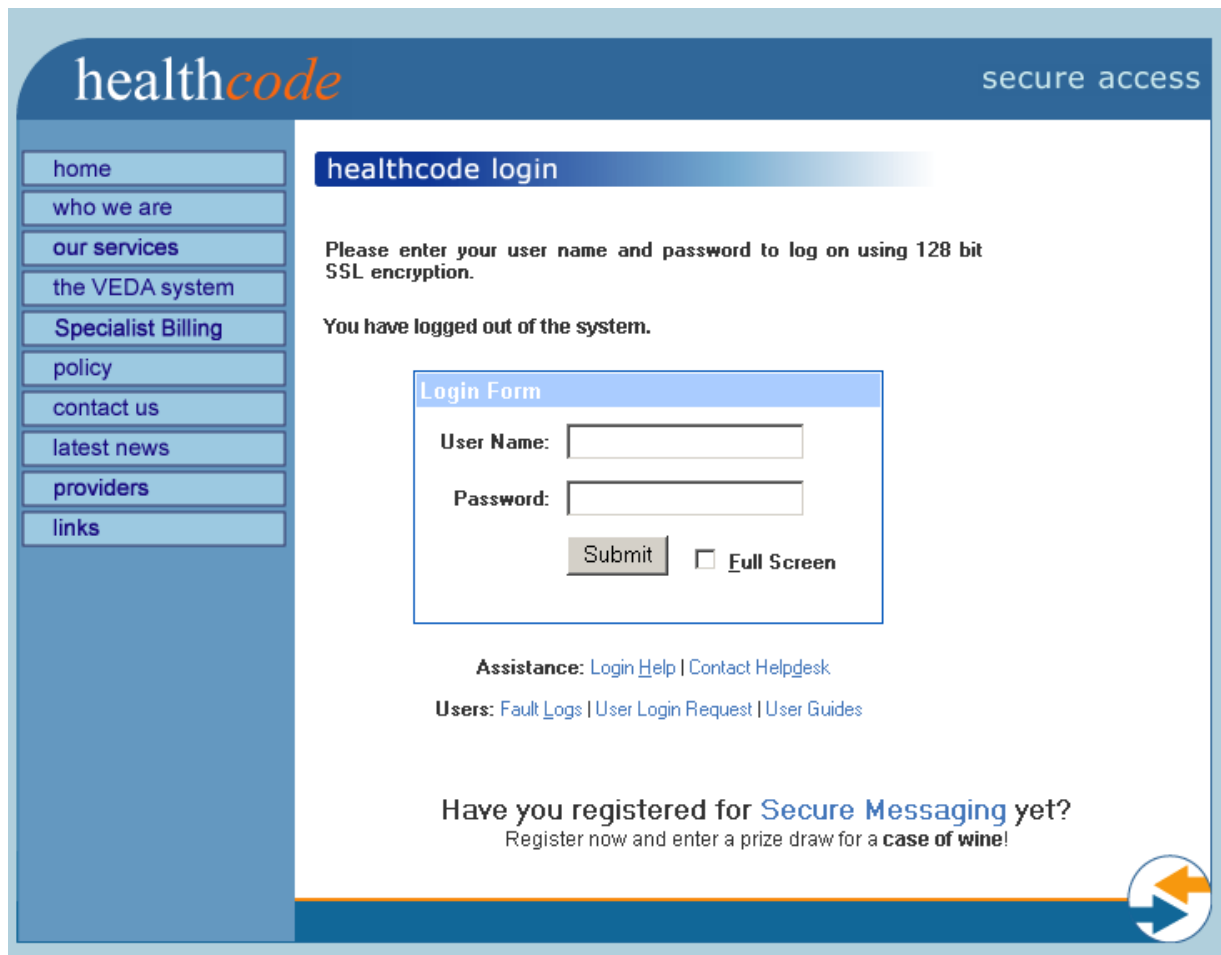 healthcode
secure access
home
who we are
our services
the VEDA system
Specialist Billing
policy
contact us
latest news
providers
links
healthcode login
Please enter your user name and password to log on using 128 bit
SSL encryption.
You have logged out of the system.
Login Form
User Name:
Password:
Submit
Full Screen
Assistance: Login Help | Contact Helpdesk
Users: Fault Logs | User Login Request | User Guides
Have you registered for Secure Messaging yet?
Register now and enter a prize draw for a case of wine!